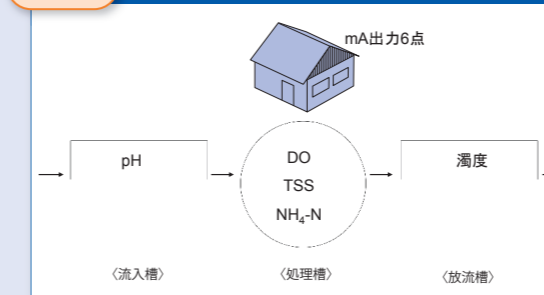 mA出力6点
pH
DO
TSS
NH₄-N
濁度
〈流入槽〉
〈処理槽〉
〈放流槽〉